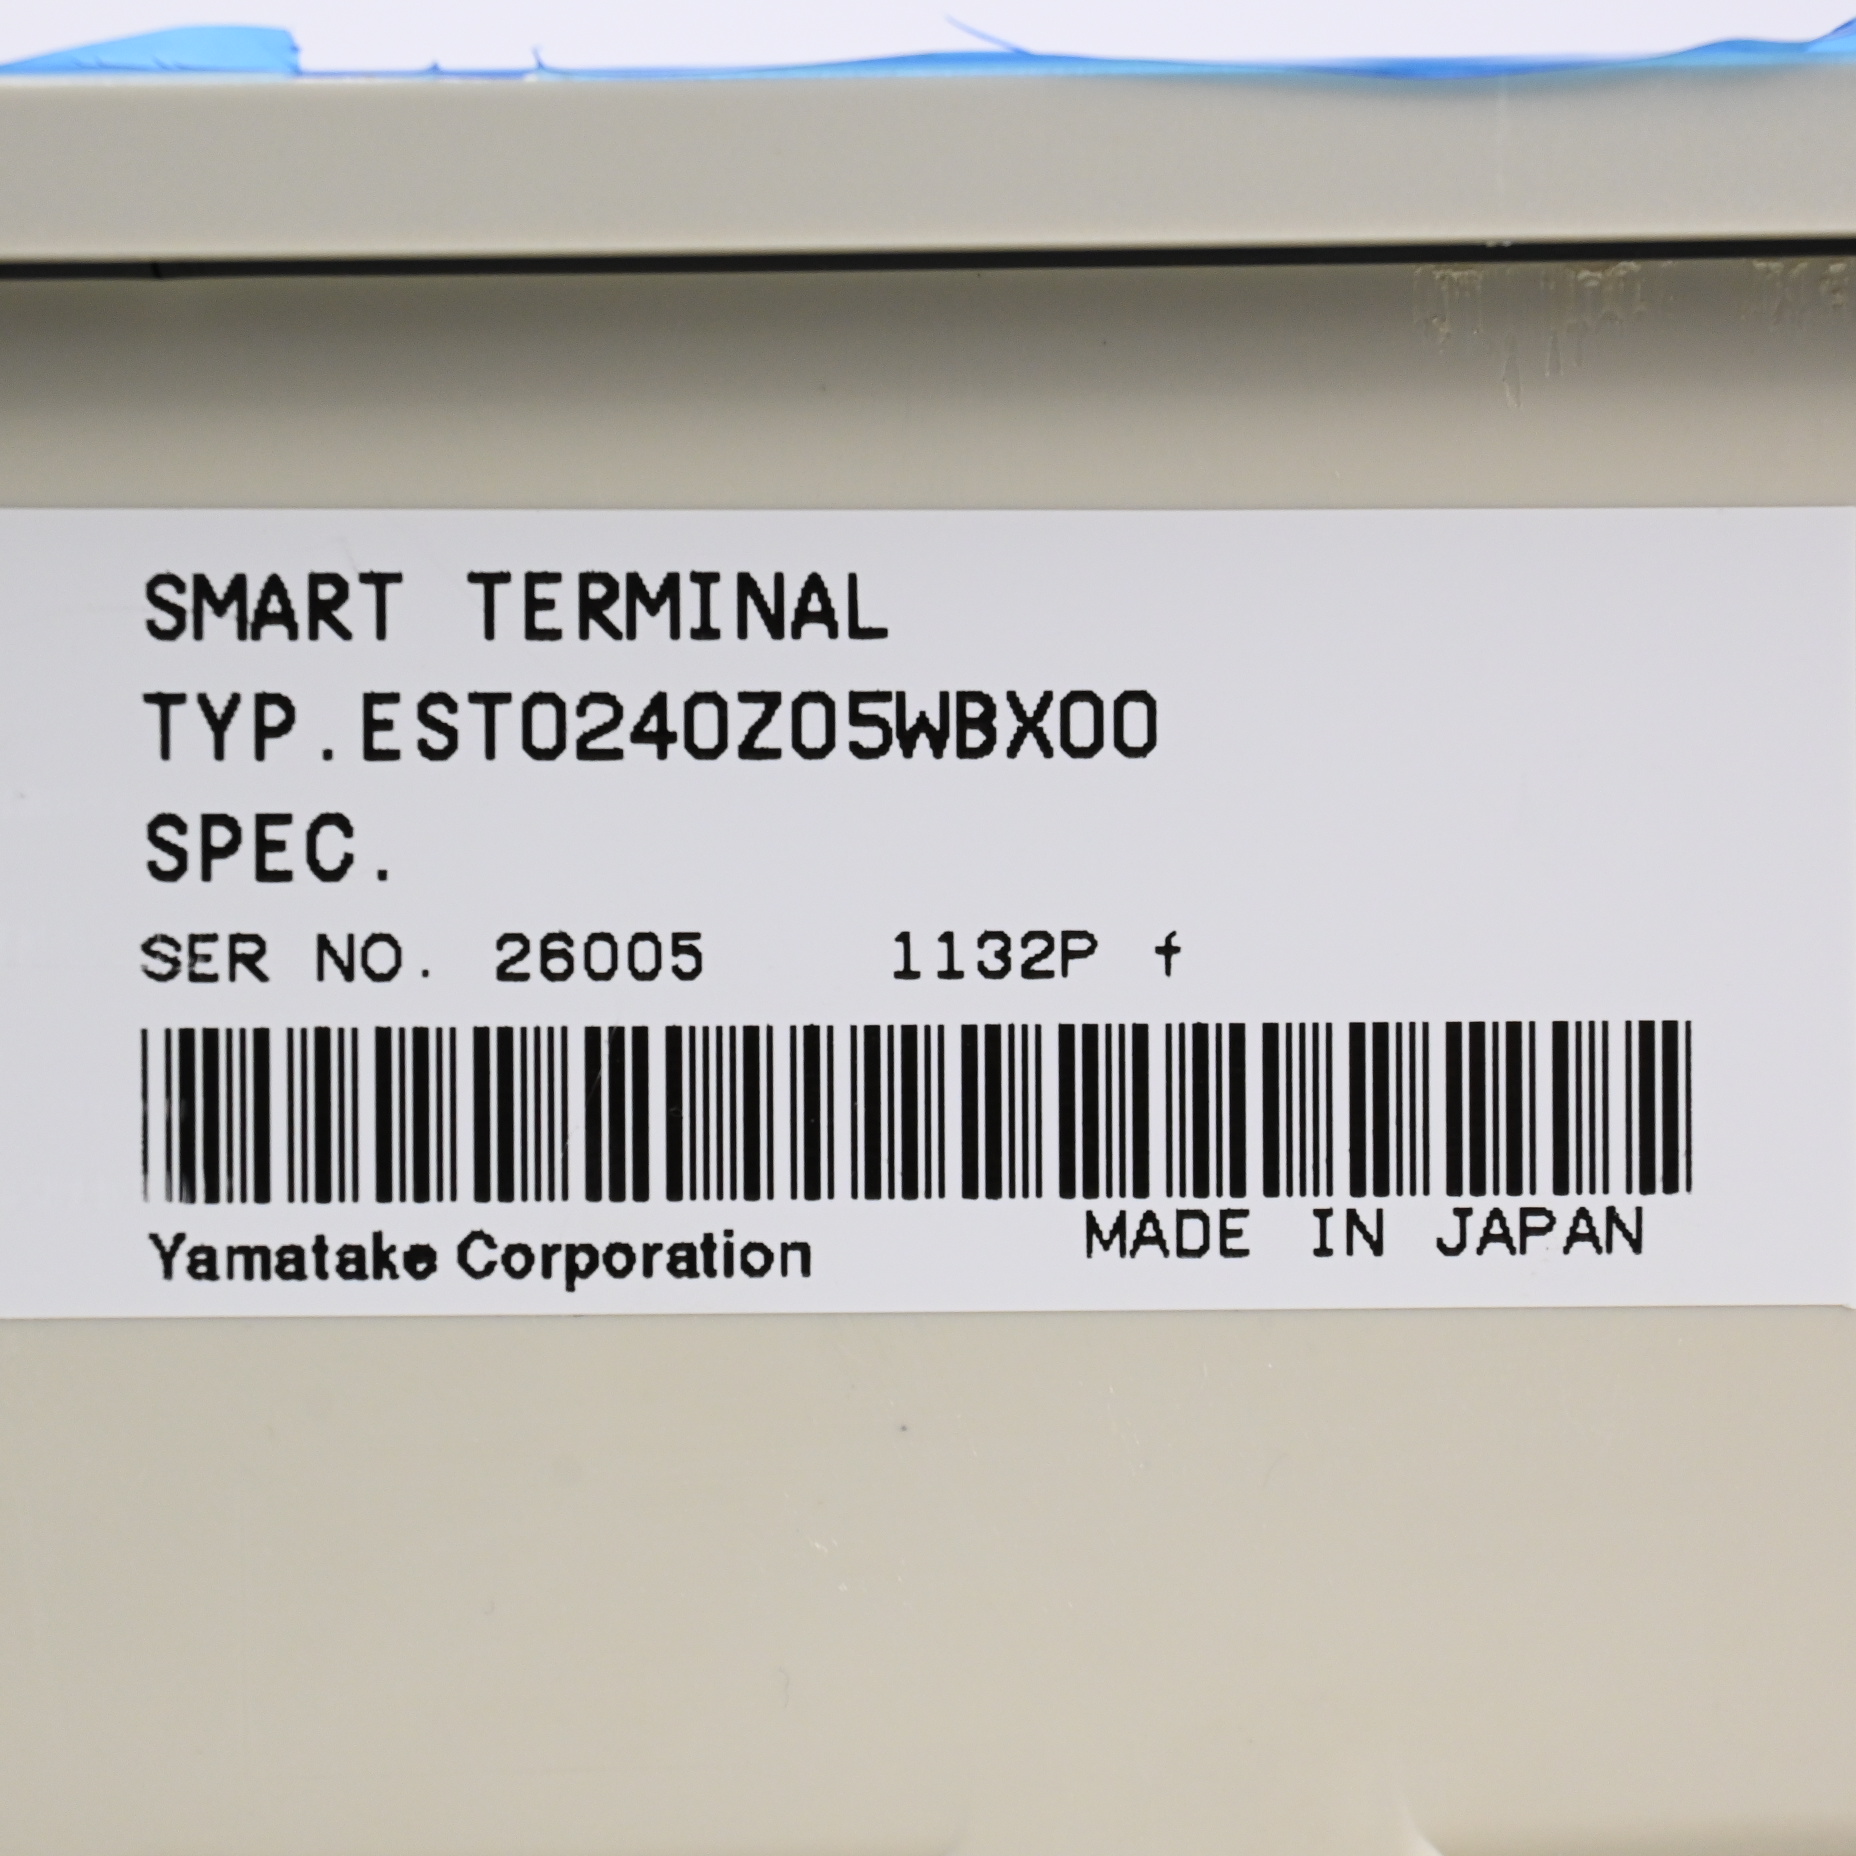 SMART TERMINAL
TYP.EST0240Z05WBX00
SPEC.
SER NO. 26005 1132P f
Yamatake Corporation
MADE IN JAPAN